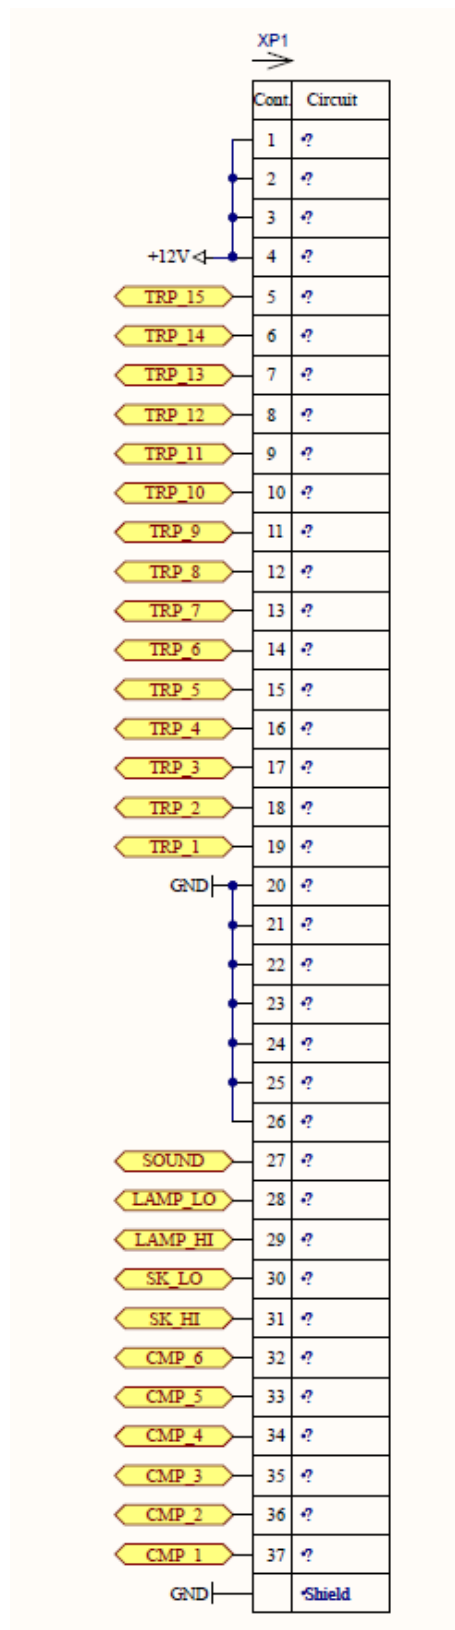 XP1
Cont. Circuit
1 •?
2 •?
3 •?
+12V 4 •?
TRP_15 5 •?
TRP_14 6 •?
TRP_13 7 •?
TRP_12 8 •?
TRP_11 9 •?
TRP_10 10 •?
TRP_9 11 •?
TRP_8 12 •?
TRP_7 13 •?
TRP_6 14 •?
TRP_5 15 •?
TRP_4 16 •?
TRP_3 17 •?
TRP_2 18 •?
TRP_1 19 •?
GND 20 •?
21 •?
22 •?
23 •?
24 •?
25 •?
26 •?
SOUND 27 •?
LAMP_LO 28 •?
LAMP_HI 29 •?
SK_LO 30 •?
SK_HI 31 •?
CMP_6 32 •?
CMP_5 33 •?
CMP_4 34 •?
CMP_3 35 •?
CMP_2 36 •?
CMP_1 37 •?
GND •Shield